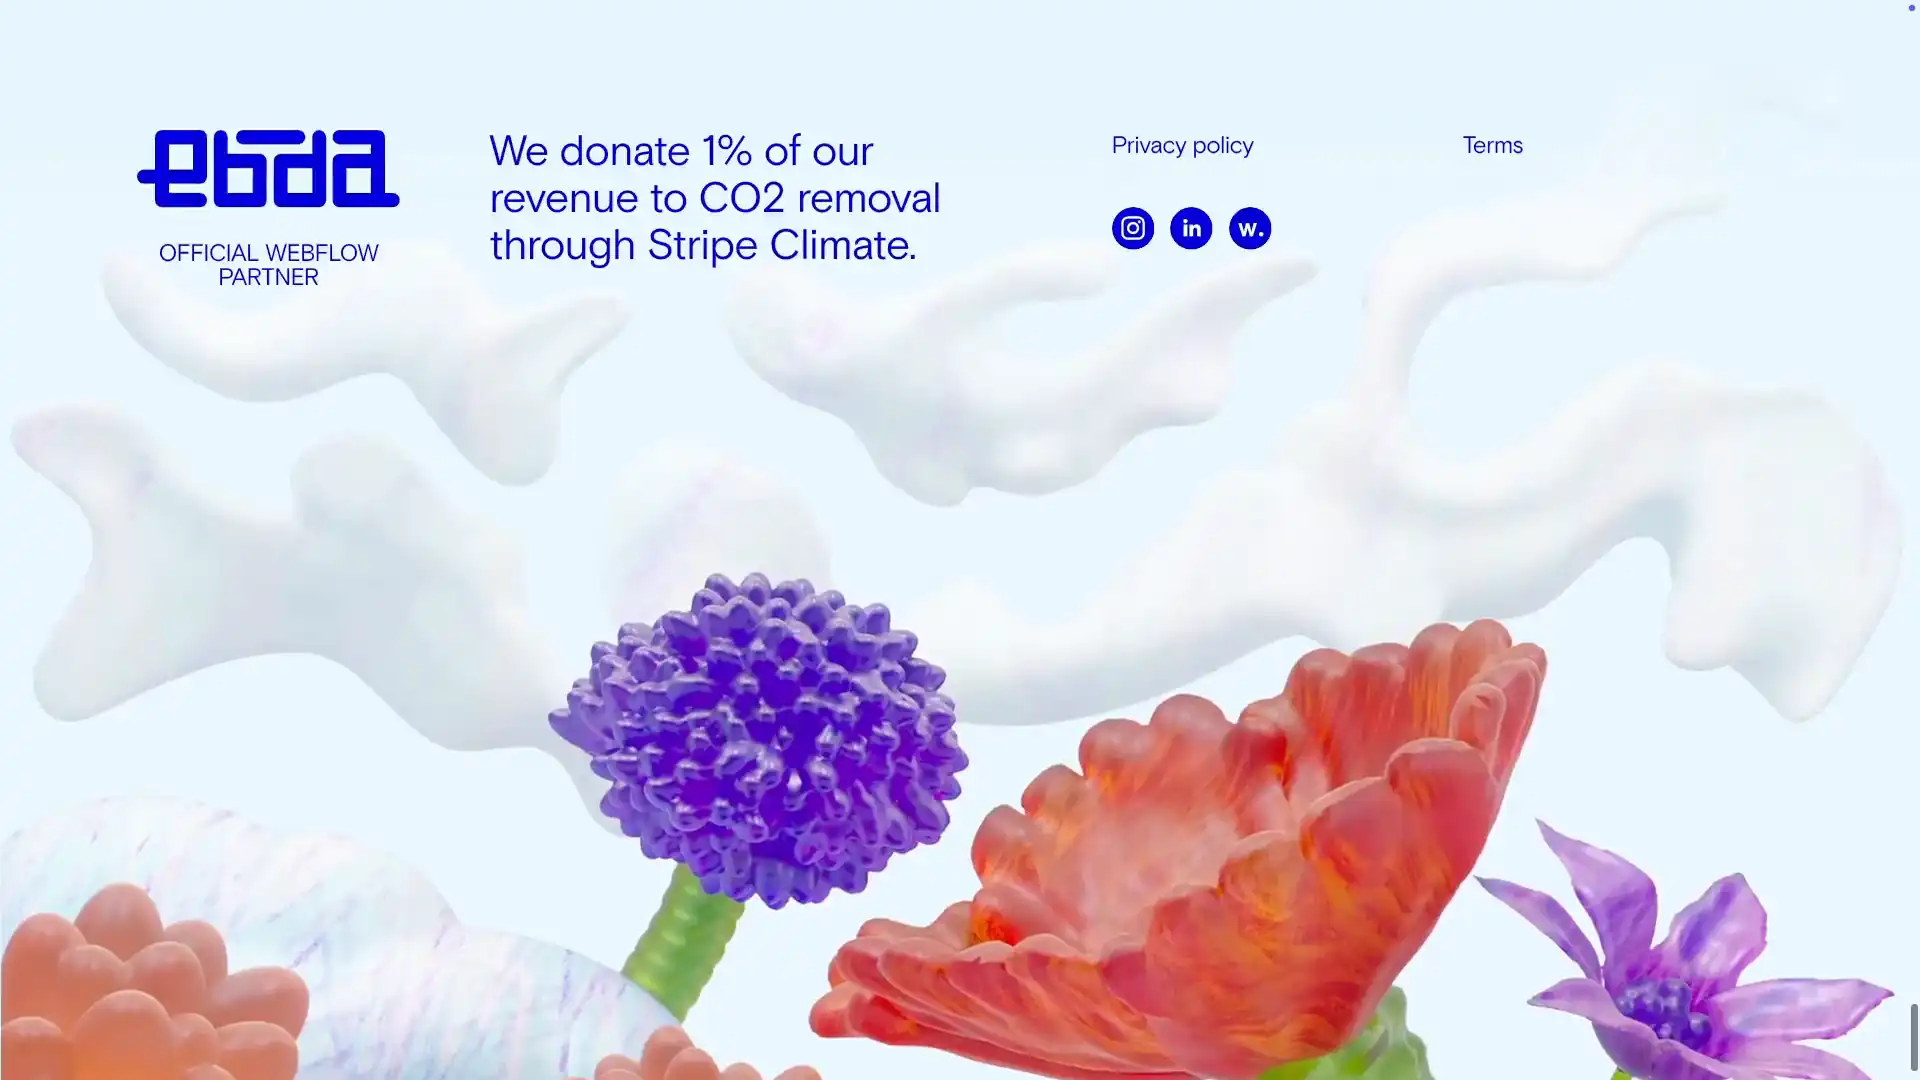 ebda
OFFICIAL WEBFLOW
PARTNER
We donate 1% of our
revenue to CO2 removal
through Stripe Climate.
Privacy policy
Terms
in
w.